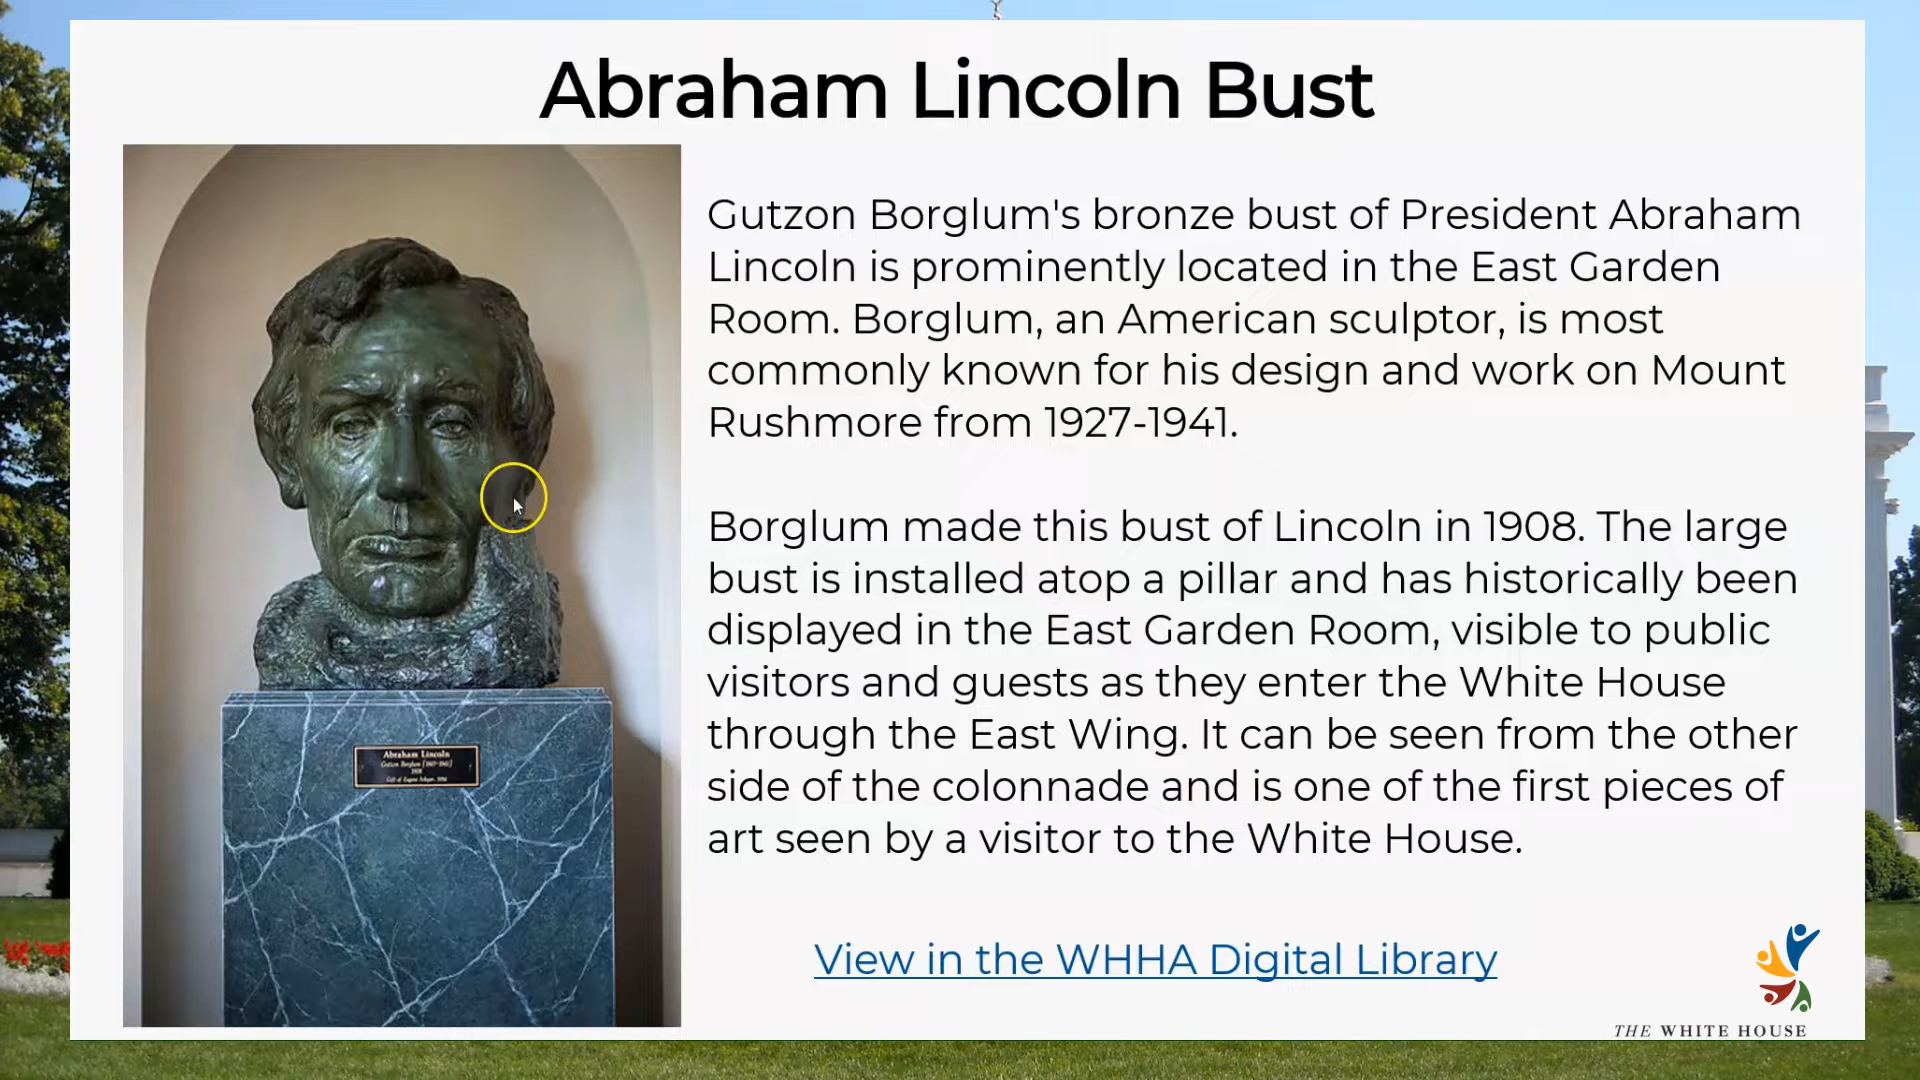 Abraham Lincoln Bust
Gutzon Borglum's bronze bust of President Abraham
Lincoln is prominently located in the East Garden
Room. Borglum, an American sculptor, is most
commonly known for his design and work on Mount
Rushmore from 1927-1941.
Borglum made this bust of Lincoln in 1908. The large
bust is installed atop a pillar and has historically been
displayed in the East Garden Room, visible to public
visitors and guests as they enter the White House
through the East Wing. It can be seen from the other
side of the colonnade and is one of the first pieces of
art seen by a visitor to the White House.
View in the WHHA Digital Library
Abraham Lincoln
Gutzon Borglum
1908
THE WHITE HOUSE